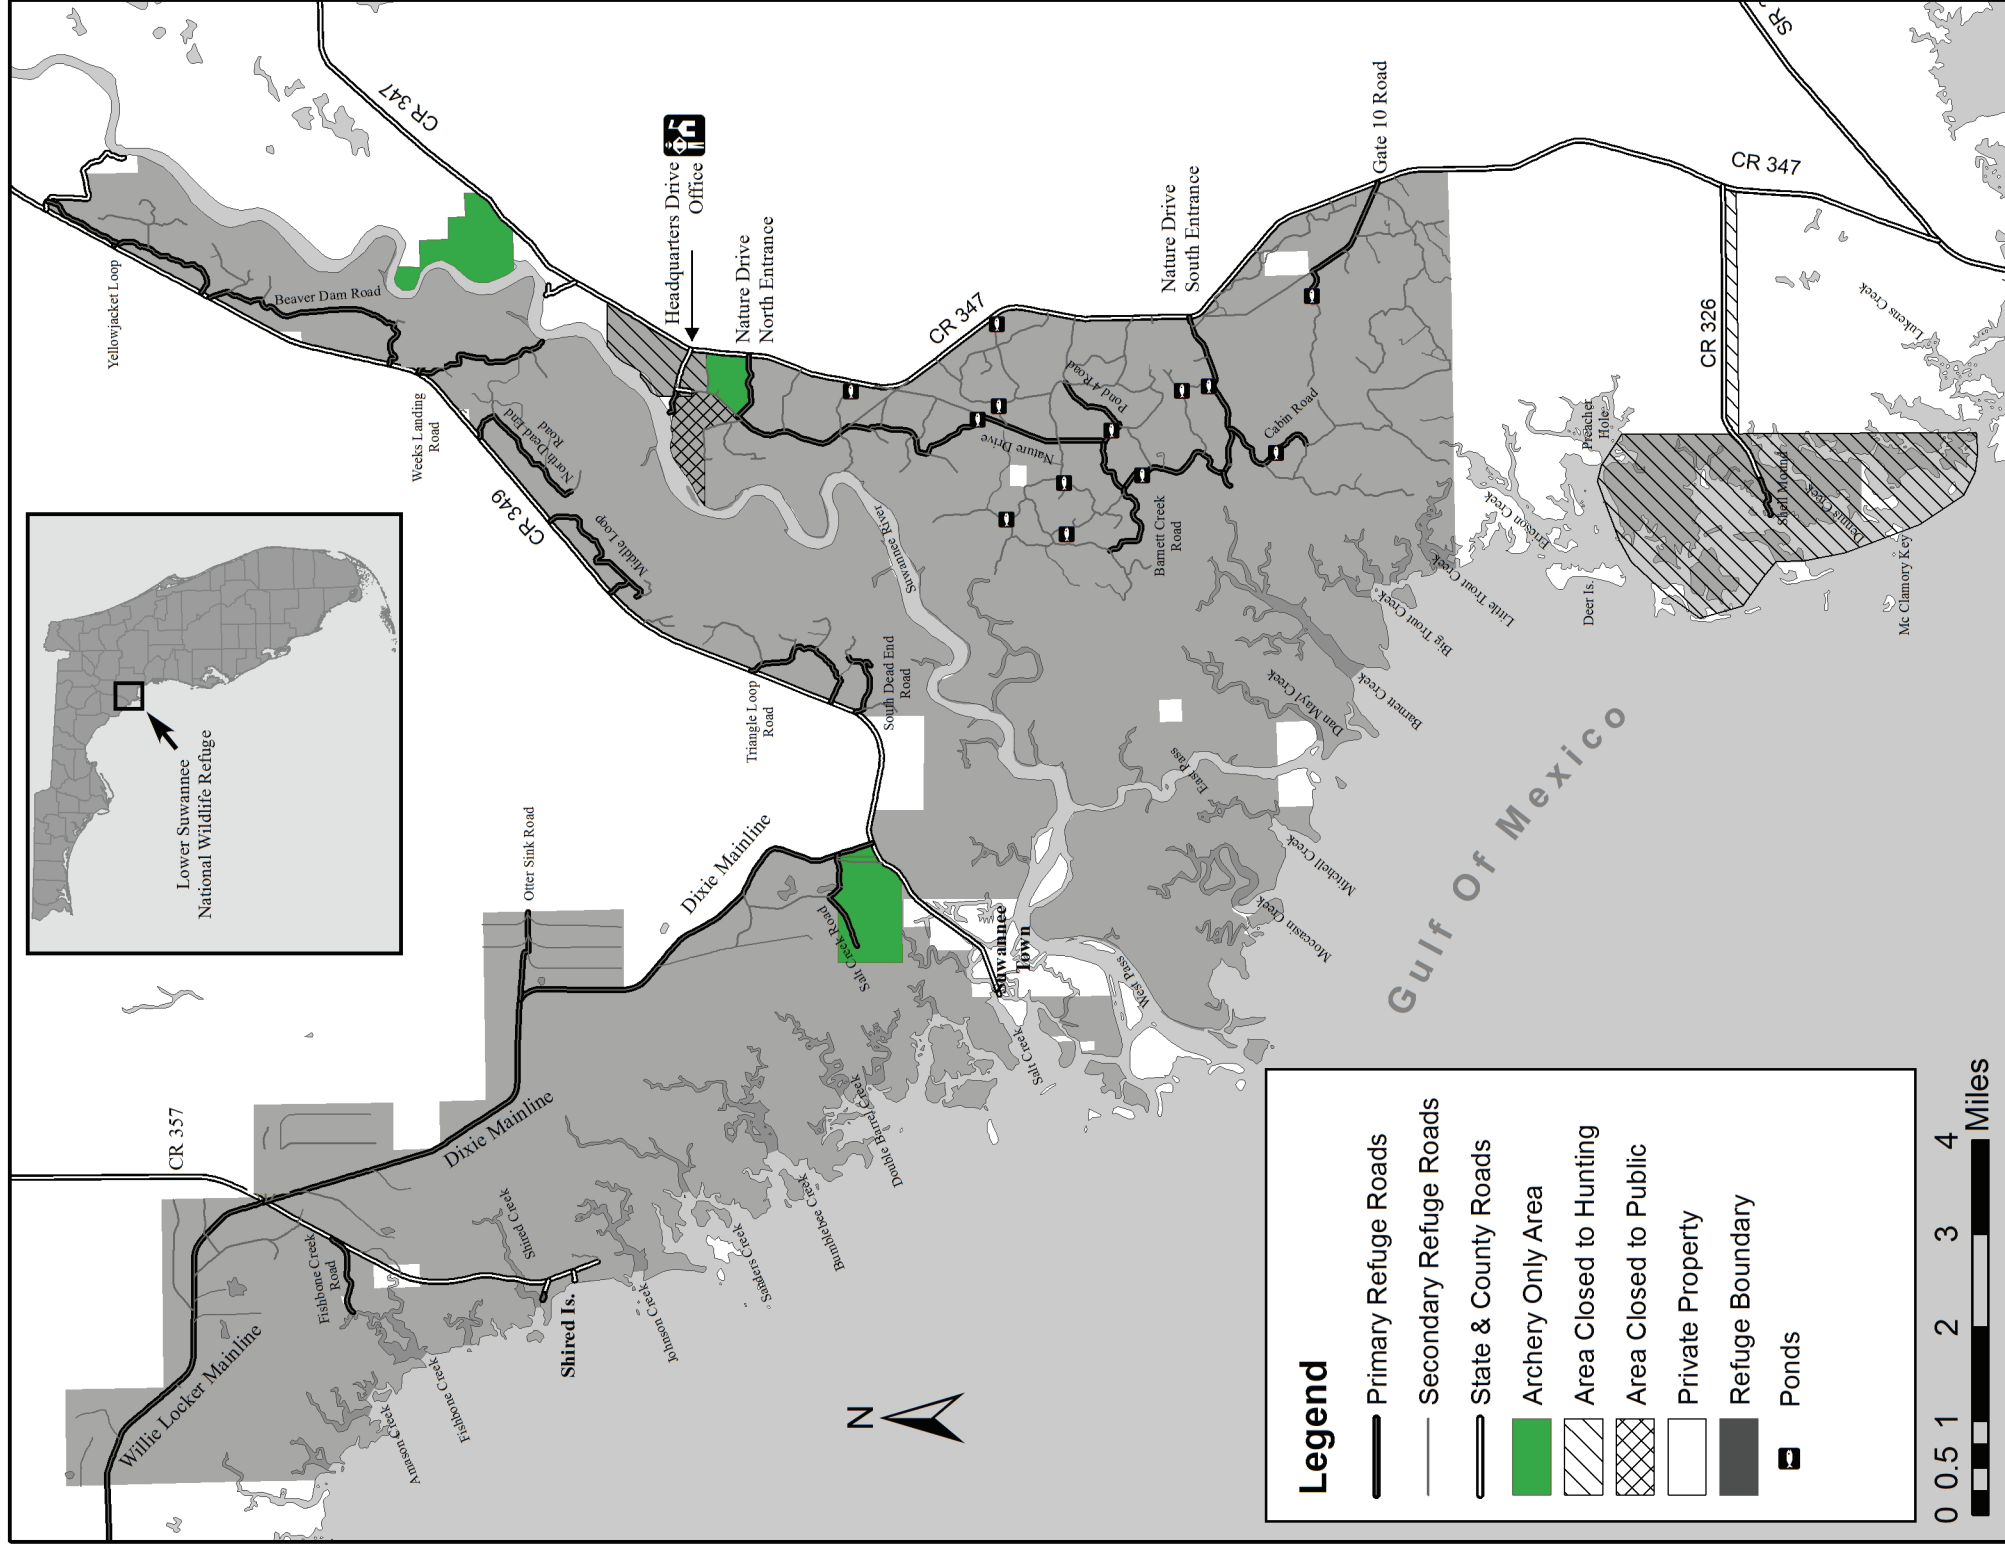 CR 357
Willie Locker Mainline
Fishbone Creek
Road
Amason Creek
Fishbone Creek
Shired Is.
Shired Creek
Johnson Creek
Sanders Creek
Bumblebee Creek
Double Barrel Creek
Dixie Mainline
Otter Sink Road
Dixie Mainline
Salt Creek Road
Salt Creek
Suwannee
Town
West Pass
Moccasin Creek
Mitchell Creek
East Pass
Dan Mayl Creek
Barnett Creek
Big Trout Creek
Little Trout Creek
Lower Suwannee
National Wildlife Refuge
Yellowjacket Loop
Beaver Dam Road
Weeks Landing
Road
North Dead End
Road
CR 349
Middle Loop
Triangle Loop
Road
South Dead End
Road
Suwannee River
CR 347
Headquarters Drive
Office
Nature Drive
North Entrance
CR 347
Nature Drive
Pond 4 Road
Barnett Creek
Road
Cabin Road
Nature Drive
South Entrance
Gate 10 Road
CR 347
CR 326
SR
Lukens Creek
Preacher
Hole
Ericson Creek
Deer Is.
Shell Mound
Dennis Creek
Mc Clamory Key
Gulf Of Mexico
N
Legend
Primary Refuge Roads
Secondary Refuge Roads
State & County Roads
Archery Only Area
Area Closed to Hunting
Area Closed to Public
Private Property
Refuge Boundary
Ponds
0 0.5 1 2 3 4
Miles